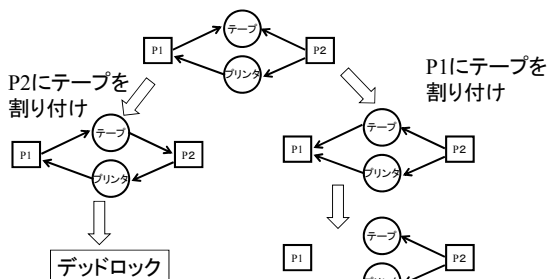 テープ
P1
P2
プリンタ
P2にテープを
割り付け
P1にテープを
割り付け
テープ
P1
P2
プリンタ
テープ
P1
P2
プリンタ
デッドロック
テープ
P1
P2